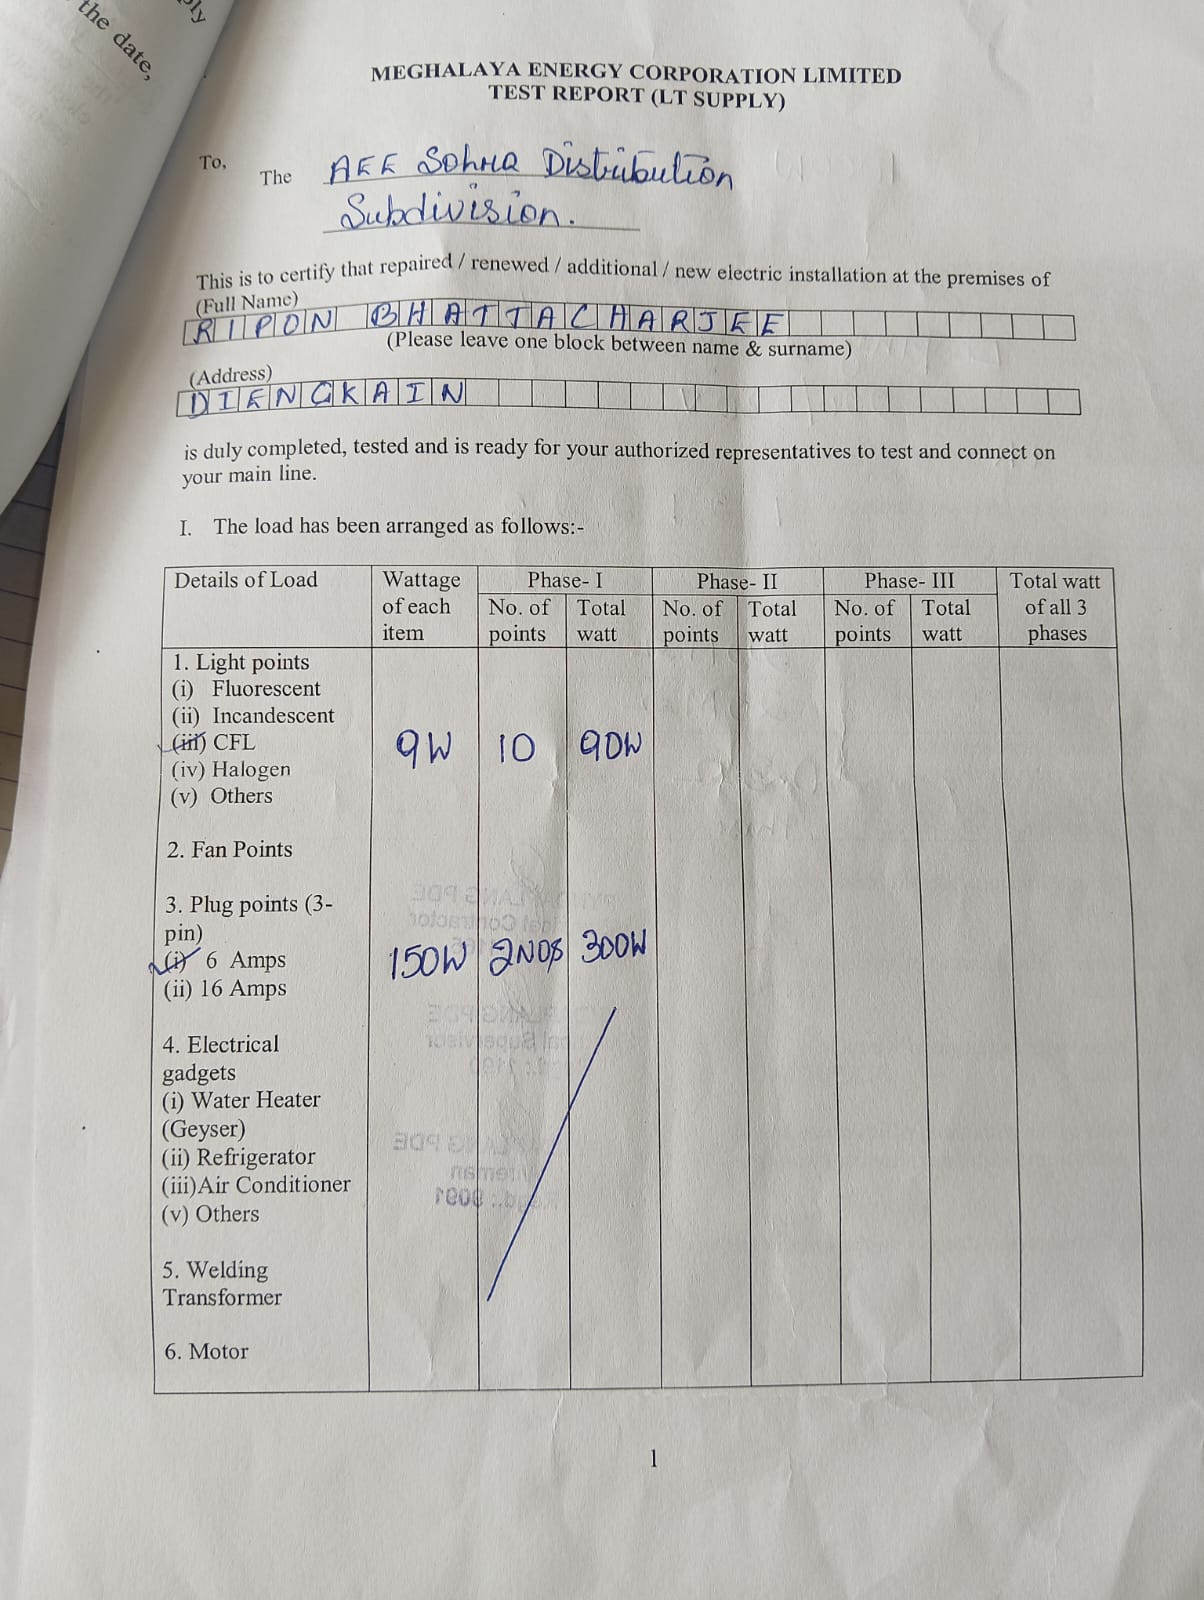 ply
the date,
MEGHALAYA ENERGY CORPORATION LIMITED
TEST REPORT (LT SUPPLY)
To,
The AEE Sohra Distribution
Subdivision.
This is to certify that repaired / renewed / additional / new electric installation at the premises of
(Full Name)
RIPON BHATTACHARJEE
(Please leave one block between name & surname)
(Address)
DIENGKAIN
is duly completed, tested and is ready for your authorized representatives to test and connect on
your main line.
I. The load has been arranged as follows:-
Details of Load Wattage of each item Phase- I Phase- II Phase- III Total watt of all 3 phases
No. of points Total watt No. of points Total watt No. of points Total watt
1. Light points
(i) Fluorescent
(ii) Incandescent
(iii) CFL 9W 10 90W
(iv) Halogen
(v) Others
2. Fan Points
3. Plug points (3-
pin)
(i) 6 Amps 150W 2NOS 300W
(ii) 16 Amps
4. Electrical
gadgets
(i) Water Heater
(Geyser)
(ii) Refrigerator
(iii)Air Conditioner
(v) Others
5. Welding
Transformer
6. Motor
1